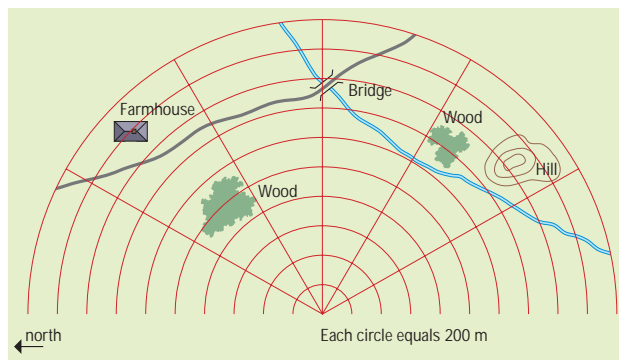 Bridge
Farmhouse
Wood
Hill
Wood
north
Each circle equals 200 m